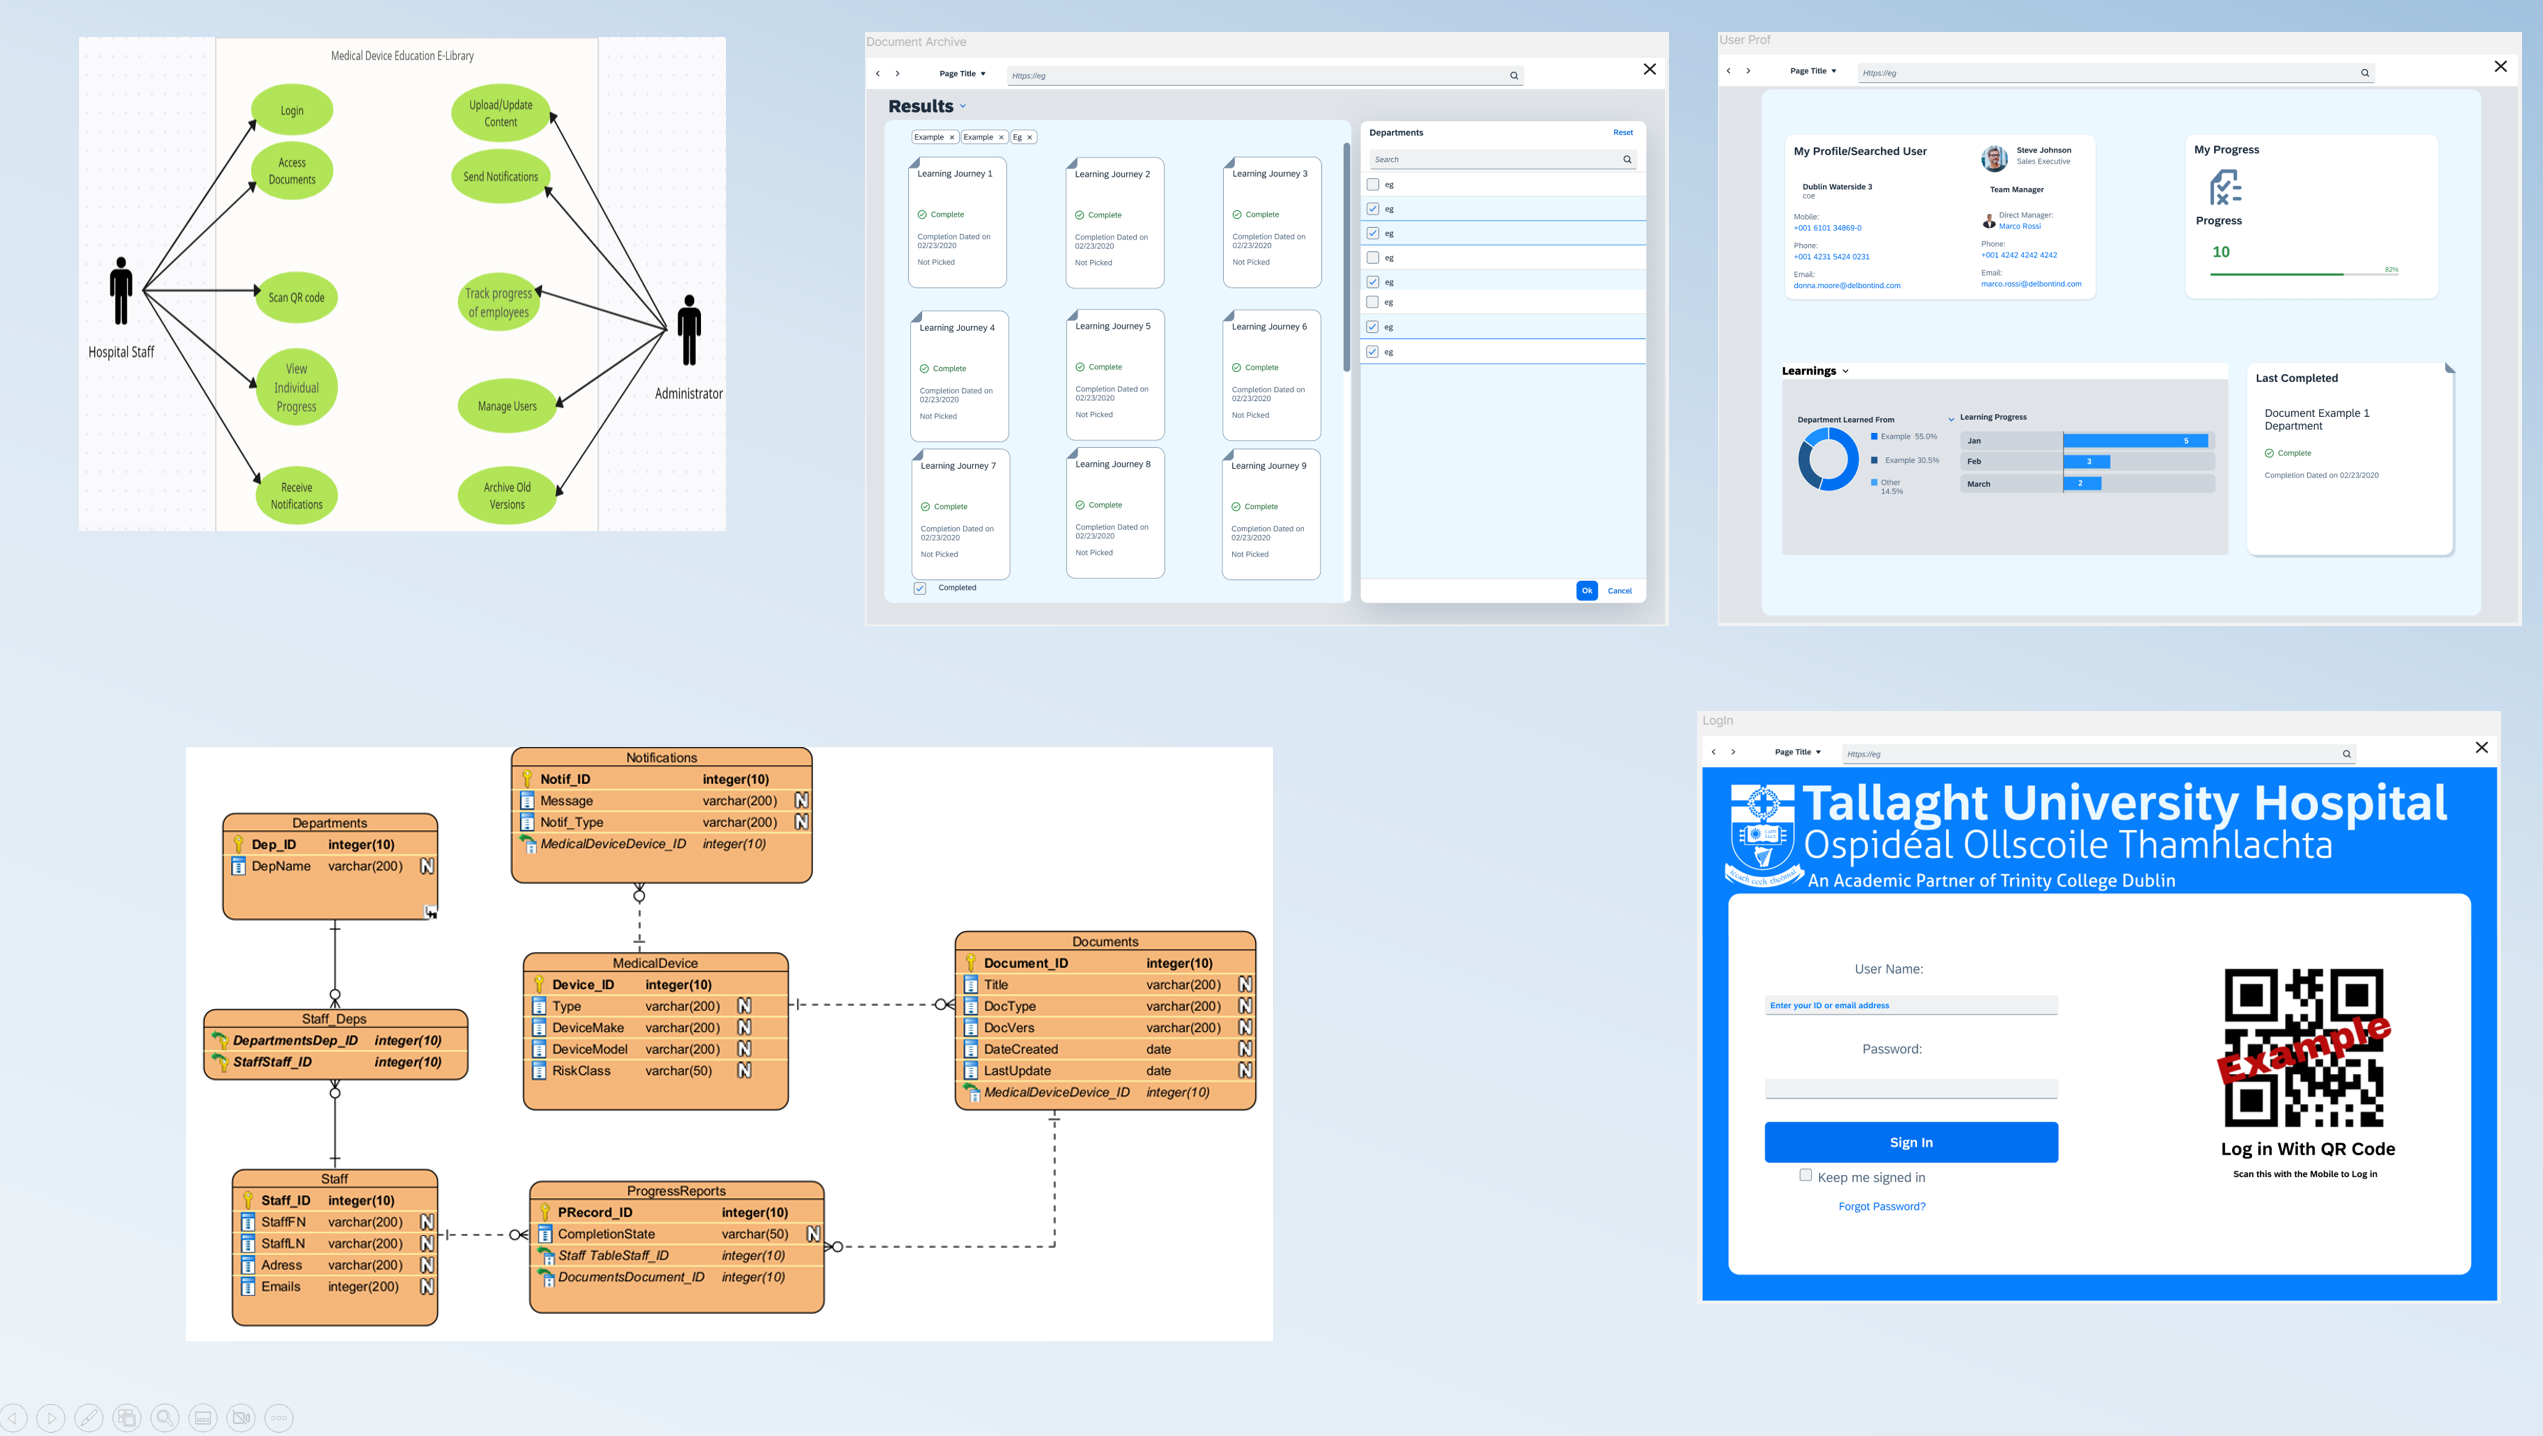 Medical Device Education E-Library
Login
Access
Documents
Scan QR code
View
Individual
Progress
Receive
Notifications
Upload/Update
Content
Send Notifications
Track progress
of employees
Manage Users
Archive Old
Versions
Hospital Staff
Administrator
Document Archive
Page Title
Https://eg
Results
Example × Example × Eg ×
Learning Journey 1
Complete
Completion Dated on
02/23/2020
Not Picked
Learning Journey 2
Complete
Completion Dated on
02/23/2020
Not Picked
Learning Journey 3
Complete
Completion Dated on
02/23/2020
Not Picked
Learning Journey 4
Complete
Completion Dated on
02/23/2020
Not Picked
Learning Journey 5
Complete
Completion Dated on
02/23/2020
Not Picked
Learning Journey 6
Complete
Completion Dated on
02/23/2020
Not Picked
Learning Journey 7
Complete
Completion Dated on
02/23/2020
Not Picked
Learning Journey 8
Complete
Completion Dated on
02/23/2020
Not Picked
Learning Journey 9
Complete
Completion Dated on
02/23/2020
Not Picked
Completed
Departments
Reset
Search
eg
eg
eg
eg
eg
eg
eg
eg
Ok Cancel
User Prof
Page Title
Https://eg
My Profile/Searched User
Dublin Waterside 3
coe
Mobile:
+001 6101 34869-0
Phone:
+001 4231 5424 0231
Email:
donna.moore@delbontind.com
Steve Johnson
Sales Executive
Team Manager
Direct Manager:
Marco Rossi
Phone:
+001 4242 4242 4242
Email:
marco.rossi@delbontind.com
My Progress
Progress
10
82%
Learnings
Department Learned From
Example 55.0%
Example 30.5%
Other
14.5%
Learning Progress
Jan 5
Feb 3
March 2
Last Completed
Document Example 1
Department
Complete
Completion Dated on 02/23/2020
Notifications
Notif_ID integer(10)
Message varchar(200) N
Notif_Type varchar(200) N
MedicalDeviceDevice_ID integer(10)
Departments
Dep_ID integer(10)
DepName varchar(200) N
Staff_Deps
DepartmentsDep_ID integer(10)
StaffStaff_ID integer(10)
Staff
Staff_ID integer(10)
StaffFN varchar(200) N
StaffLN varchar(200) N
Adress varchar(200) N
Emails integer(200) N
MedicalDevice
Device_ID integer(10)
Type varchar(200) N
DeviceMake varchar(200) N
DeviceModel varchar(200) N
RiskClass varchar(50) N
Documents
Document_ID integer(10)
Title varchar(200) N
DocType varchar(200) N
DocVers varchar(200) N
DateCreated date N
LastUpdate date N
MedicalDeviceDevice_ID integer(10)
ProgressReports
PRecord_ID integer(10)
CompletionState varchar(50) N
Staff TableStaff_ID integer(10)
DocumentsDocument_ID integer(10)
LogIn
Page Title
Https://eg
Tallaght University Hospital
Ospidéal Ollscoile Thamhlachta
An Academic Partner of Trinity College Dublin
User Name:
Enter your ID or email address
Password:
Sign In
Keep me signed in
Forgot Password?
Example
Log in With QR Code
Scan this with the Mobile to Log in